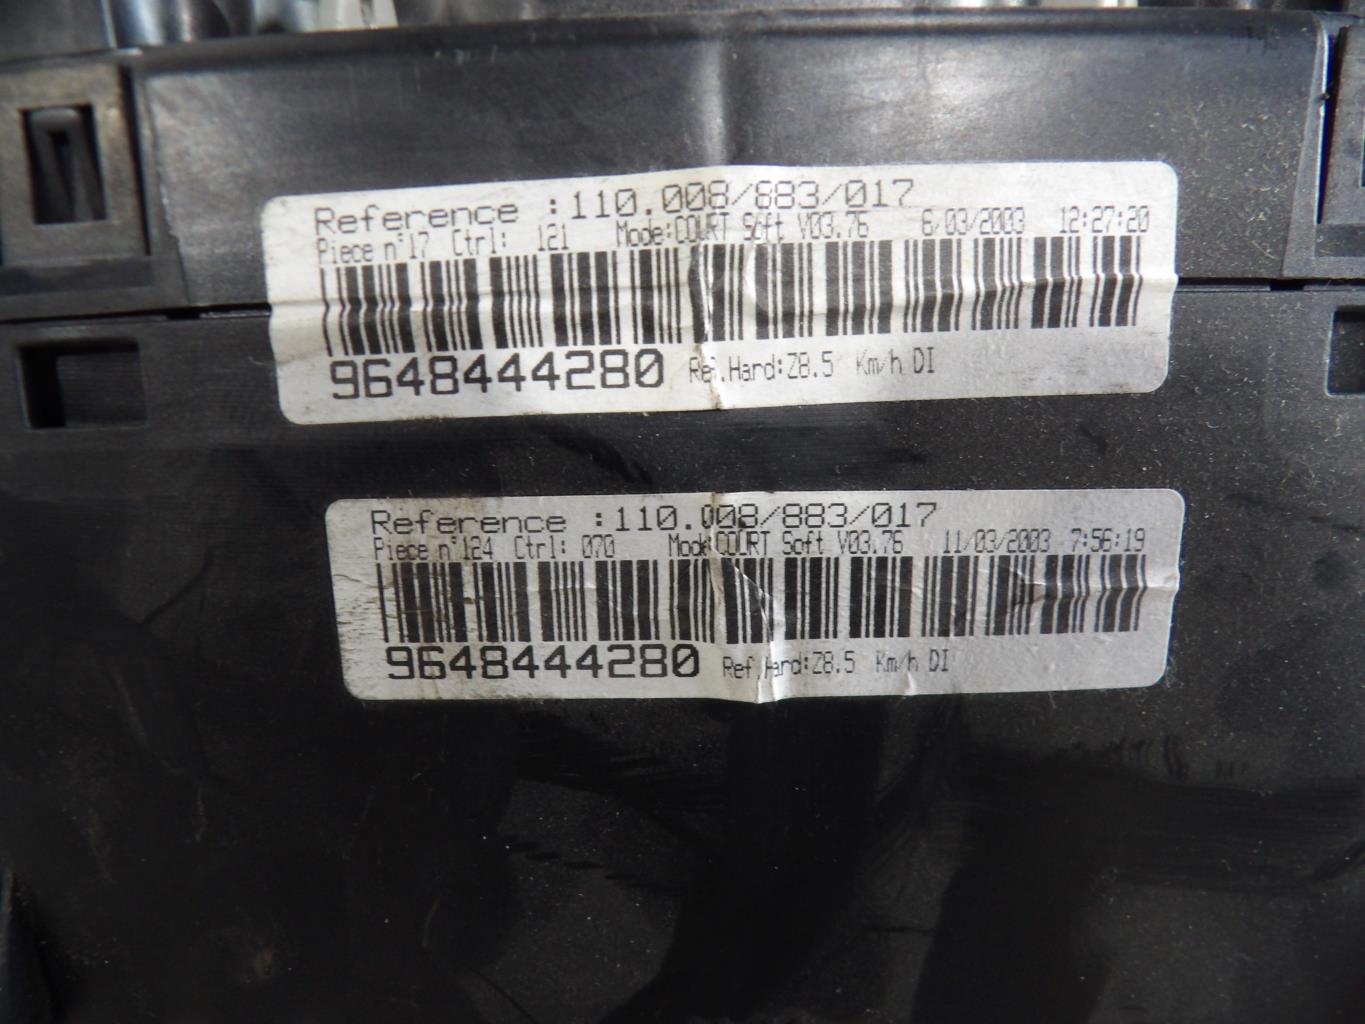 Reference :110.008/883/017
Piece n°17 Ctrl: 121 Mode:COURT Soft V03.76 6/03/2003 12:27:20
9648444280 Ref.Hard:Z8.5 Km/h DI
Reference :110.008/883/017
Piece n°124 Ctrl: 070 Mode:COURT Soft V03.76 11/03/2003 7:56:19
9648444280 Ref.Hard:Z8.5 Km/h DI